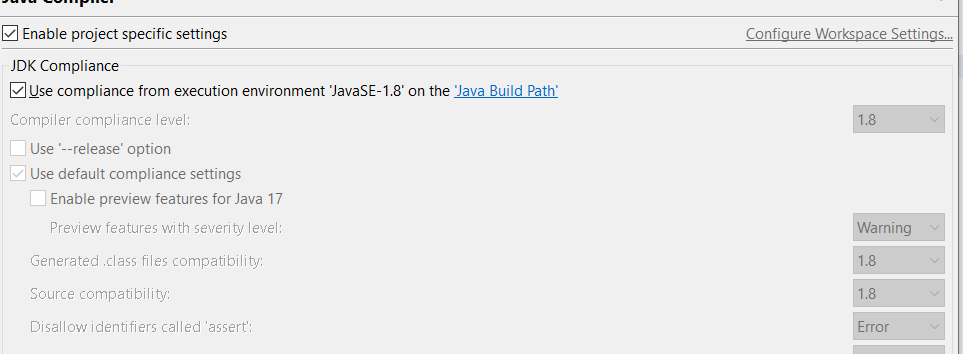 Java Compiler
Enable project specific settings
Configure Workspace Settings...
JDK Compliance
Use compliance from execution environment 'JavaSE-1.8' on the 'Java Build Path'
Compiler compliance level:
1.8
Use '--release' option
Use default compliance settings
Enable preview features for Java 17
Preview features with severity level:
Warning
Generated .class files compatibility:
1.8
Source compatibility:
1.8
Disallow identifiers called 'assert':
Error